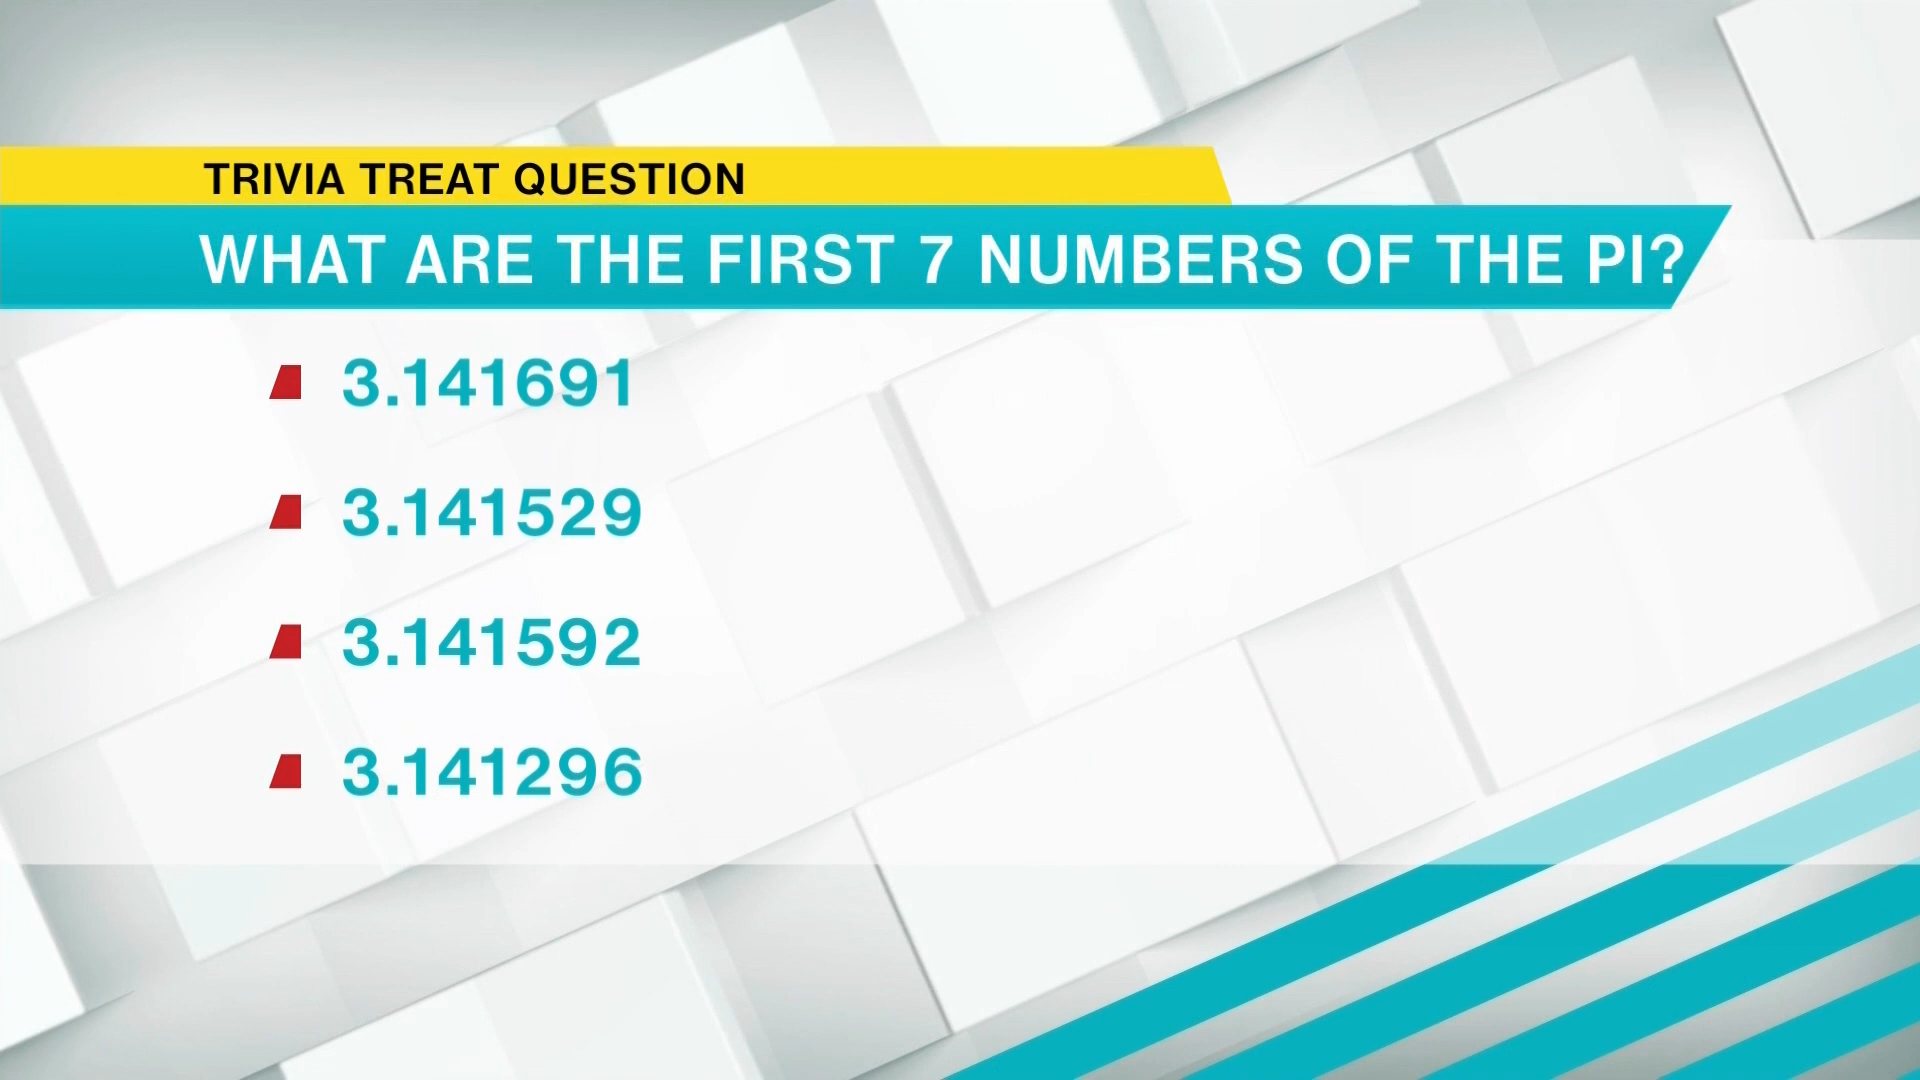 TRIVIA TREAT QUESTION
WHAT ARE THE FIRST 7 NUMBERS OF THE PI?
3.141691
3.141529
3.141592
3.141296